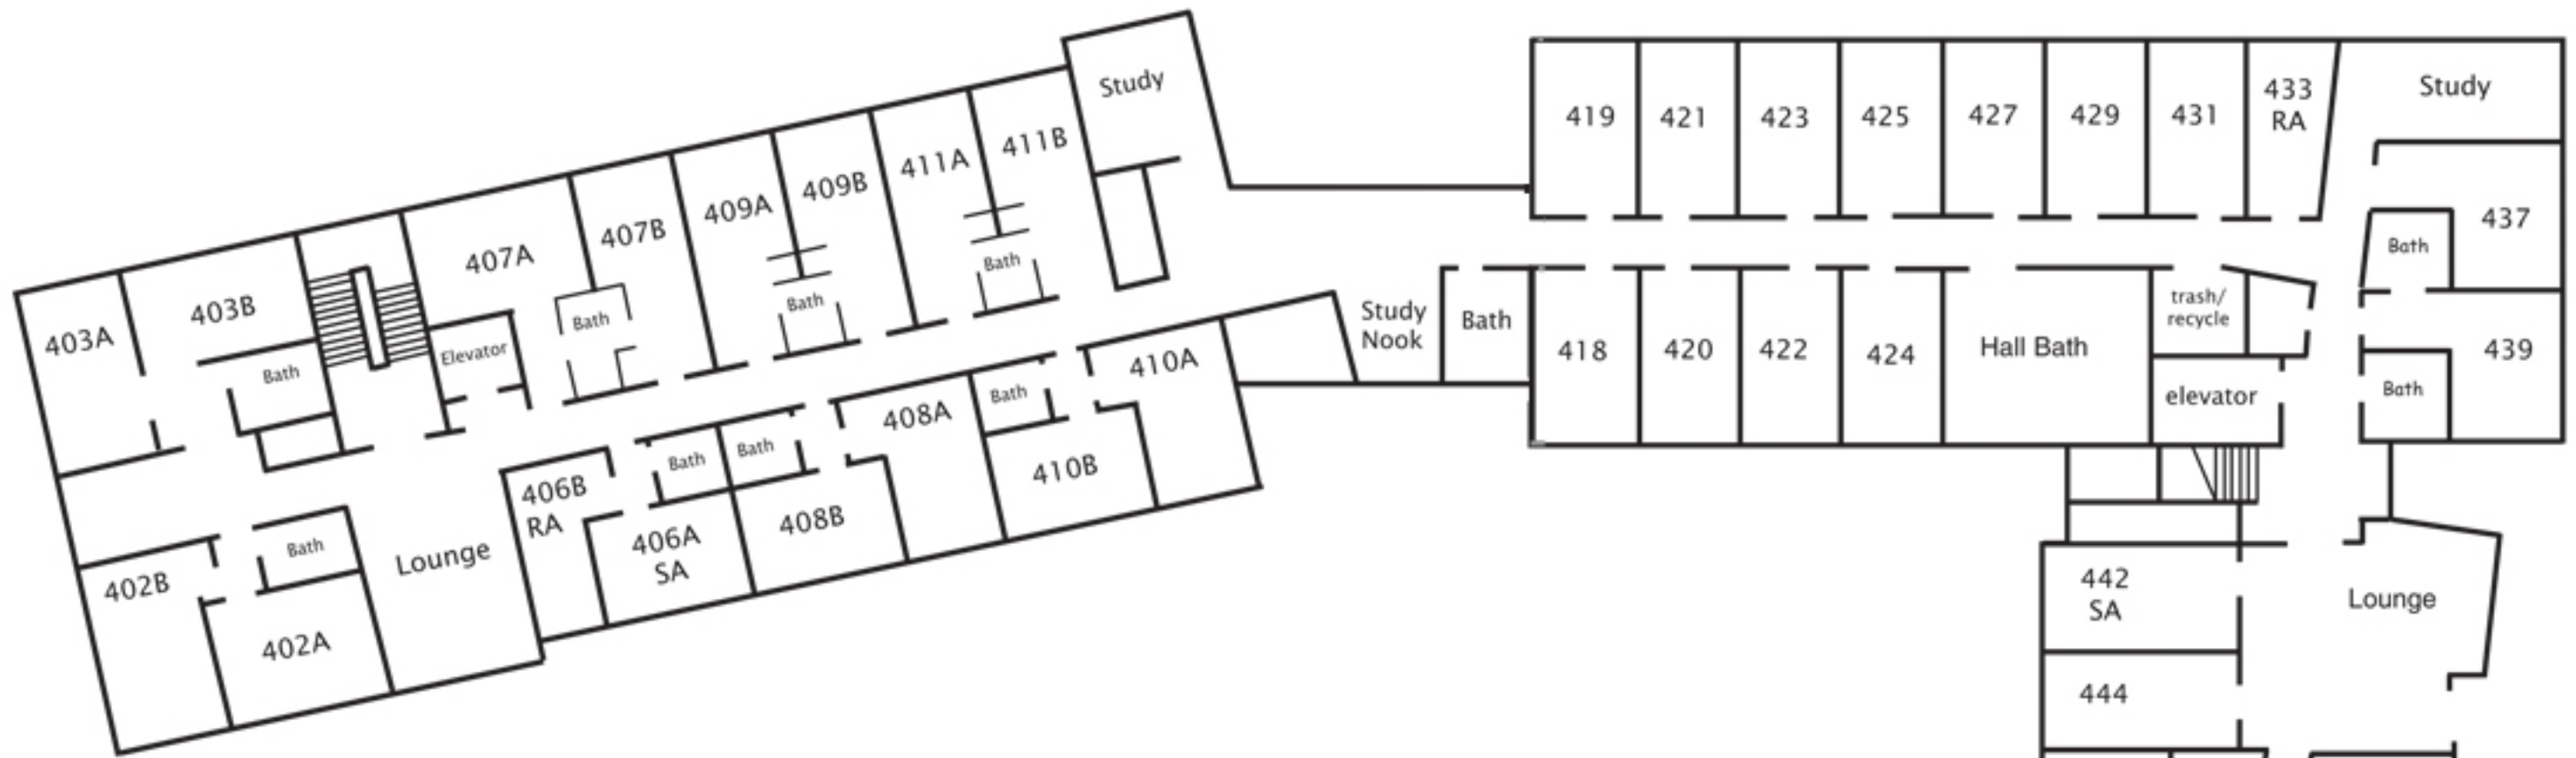 403A
403B
Bath
407A
Elevator
407B
Bath
409A
409B
Bath
411A
411B
Bath
Study
402B
Bath
402A
Lounge
406B
RA
Bath
406A
SA
Bath
408B
408A
Bath
410B
410A
Study
Nook
Bath
419
421
423
425
427
429
431
433
RA
Study
437
Bath
439
Bath
418
420
422
424
Hall Bath
trash/
recycle
elevator
442
SA
Lounge
444